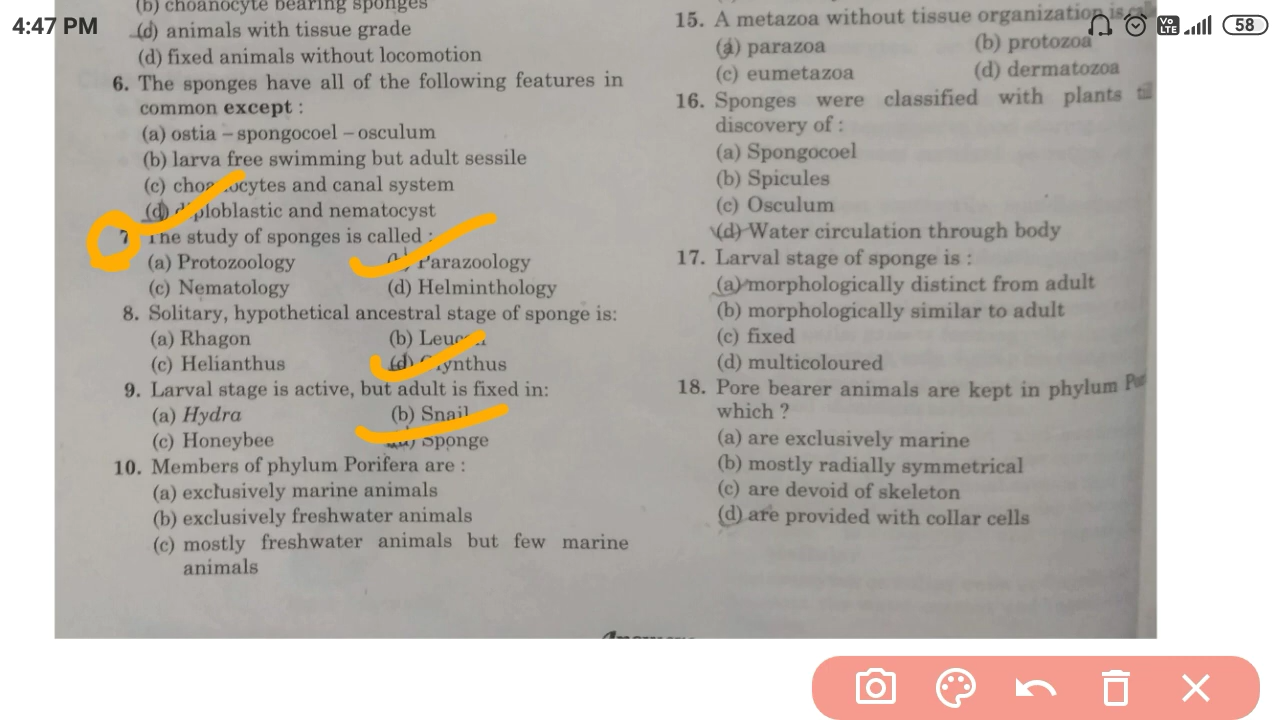 4:47 PM
58
(b) choanocyte bearing sponges
(d) animals with tissue grade
(d) fixed animals without locomotion
6. The sponges have all of the following features in
common except :
(a) ostia – spongocoel – osculum
(b) larva free swimming but adult sessile
(c) choanocytes and canal system
(d) diploblastic and nematocyst
7. The study of sponges is called :
(a) Protozoology (b) Parazoology
(c) Nematology (d) Helminthology
8. Solitary, hypothetical ancestral stage of sponge is:
(a) Rhagon (b) Leucon
(c) Helianthus (d) Olynthus
9. Larval stage is active, but adult is fixed in:
(a) Hydra (b) Snail
(c) Honeybee (d) Sponge
10. Members of phylum Porifera are :
(a) exclusively marine animals
(b) exclusively freshwater animals
(c) mostly freshwater animals but few marine
animals
15. A metazoa without tissue organization is
(a) parazoa (b) protozoa
(c) eumetazoa (d) dermatozoa
16. Sponges were classified with plants till
discovery of :
(a) Spongocoel
(b) Spicules
(c) Osculum
(d) Water circulation through body
17. Larval stage of sponge is :
(a) morphologically distinct from adult
(b) morphologically similar to adult
(c) fixed
(d) multicoloured
18. Pore bearer animals are kept in phylum
which ?
(a) are exclusively marine
(b) mostly radially symmetrical
(c) are devoid of skeleton
(d) are provided with collar cells